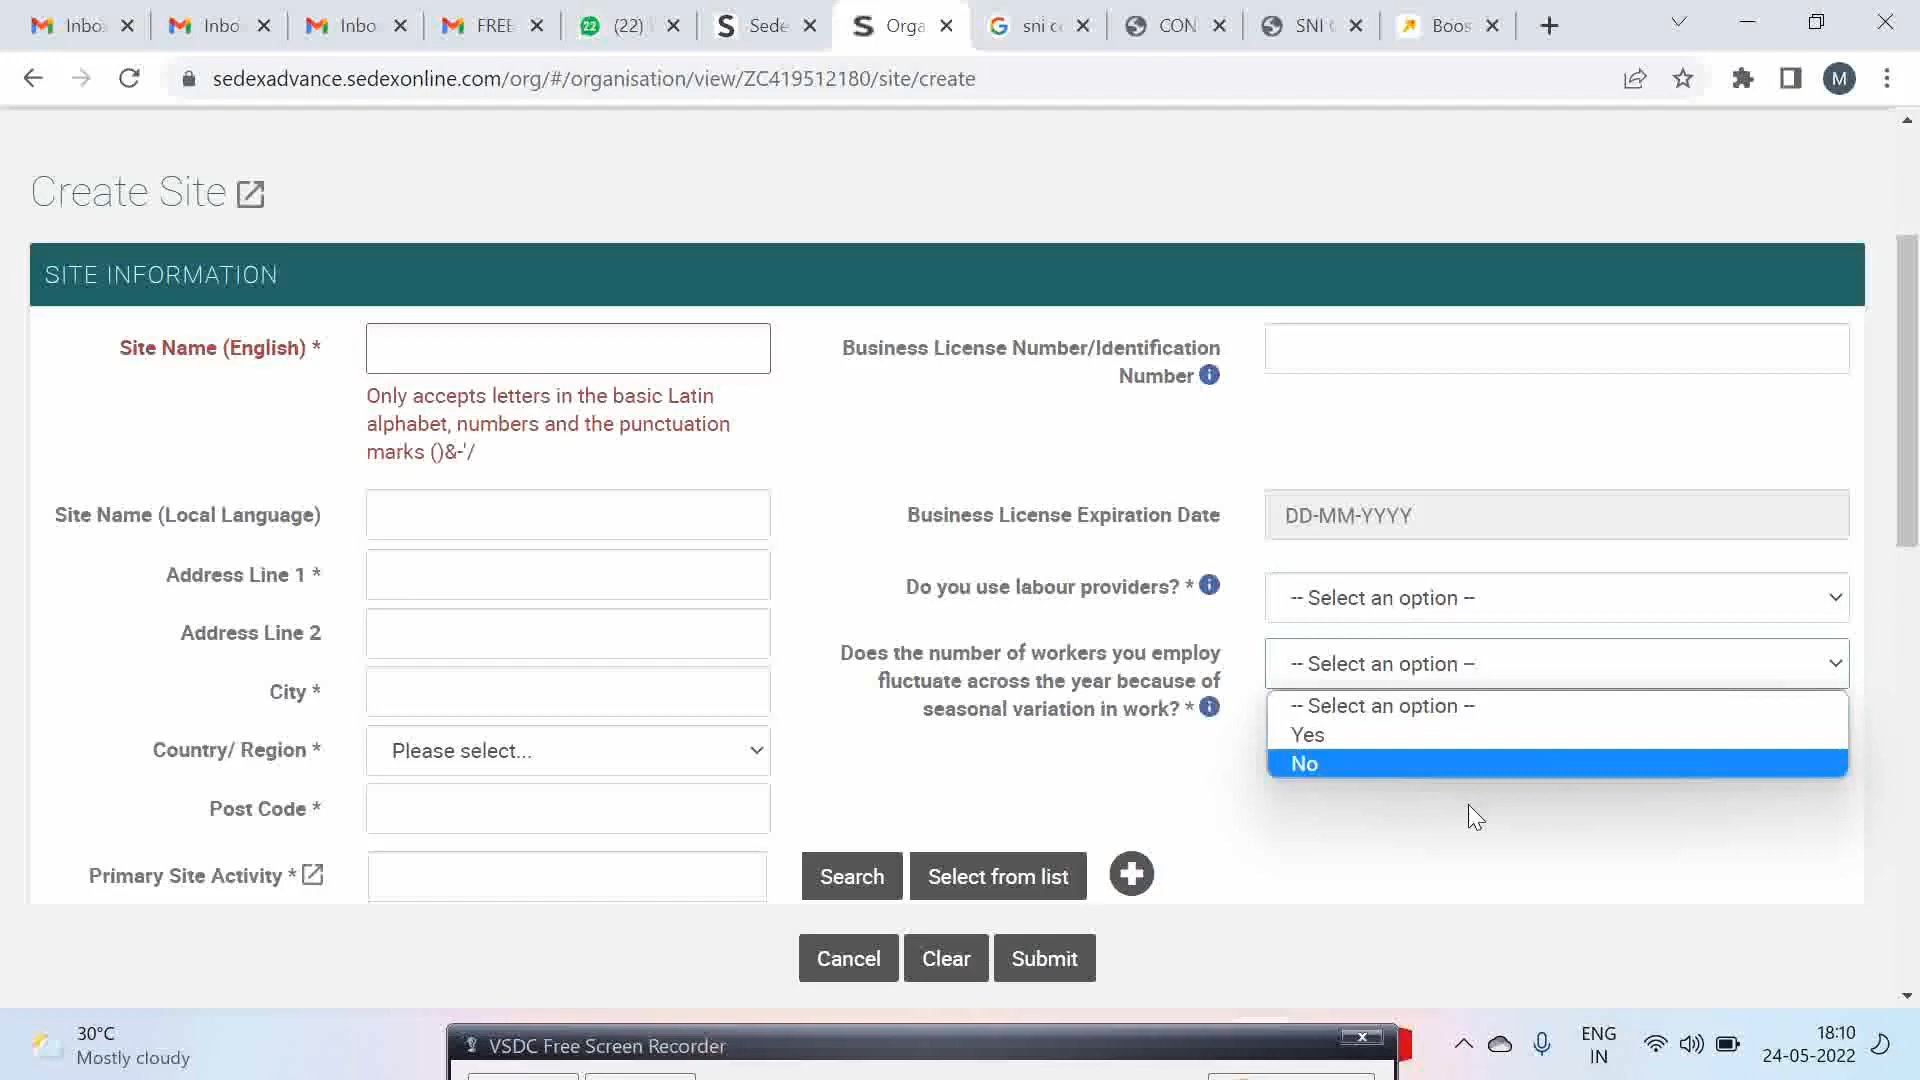 Inbo
Inbo
Inbo
FREE
(22)
Sede
Orga
sni c
CON
SNI
Boos
sedexadvance.sedexonline.com/org/#/organisation/view/ZC419512180/site/create
M
Create Site
SITE INFORMATION
Site Name (English) *
Only accepts letters in the basic Latin
alphabet, numbers and the punctuation
marks ()&-'/
Business License Number/Identification
Number
Site Name (Local Language)
Business License Expiration Date
DD-MM-YYYY
Address Line 1 *
Do you use labour providers? *
-- Select an option --
Address Line 2
Does the number of workers you employ
fluctuate across the year because of
seasonal variation in work? *
-- Select an option --
-- Select an option --
Yes
No
City *
Country/ Region *
Please select...
Post Code *
Primary Site Activity *
Search
Select from list
Cancel
Clear
Submit
30°C
Mostly cloudy
VSDC Free Screen Recorder
ENG
IN
18:10
24-05-2022